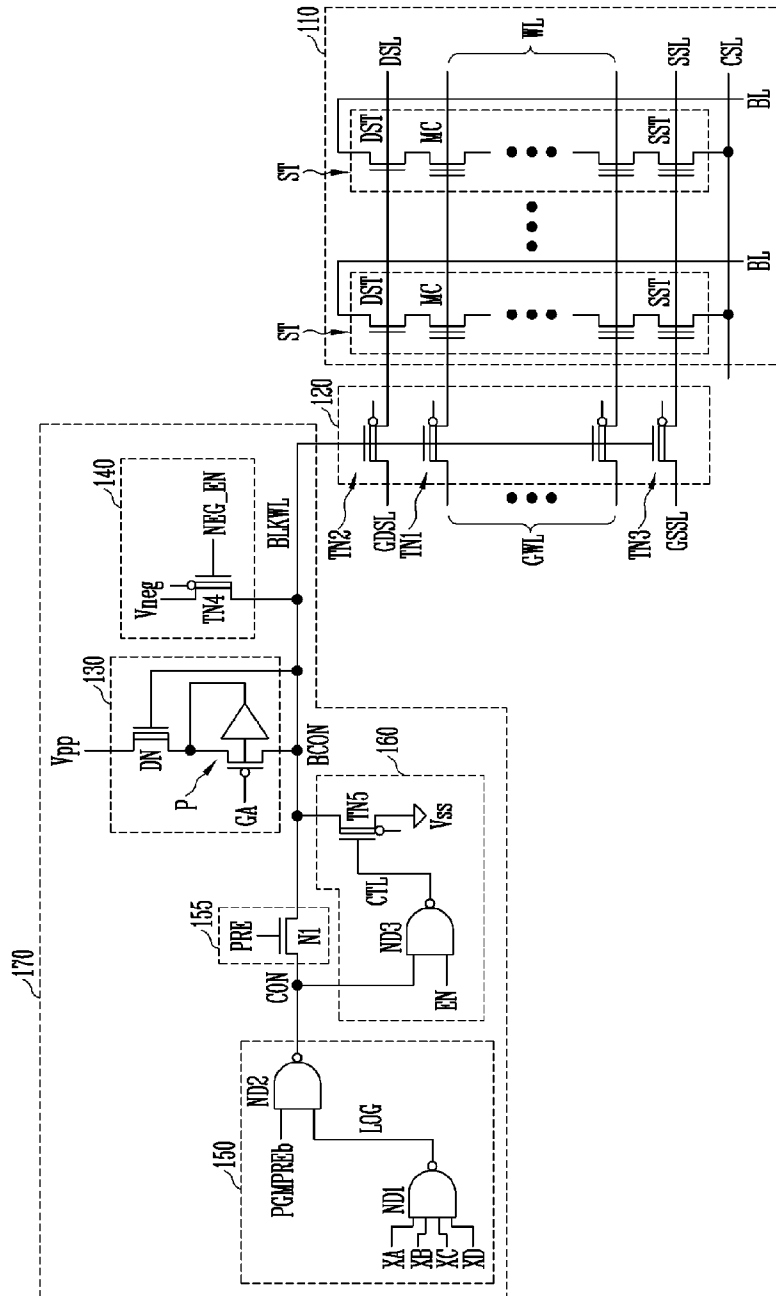 170
Vpp
130
DN
P
GA
BCON
140
Vneg
NEG_EN
TN4
BLKWL
155
PRE
N1
CON
160
TN5
CTL
Vss
ND3
EN
150
ND2
PGMPREb
LOG
ND1
XA
XB
XC
XD
120
TN2
GDSL
TN1
GWL
TN3
GSSL
110
DSL
WL
SSL
CSL
ST
DST
MC
SST
BL
ST
DST
MC
SST
BL